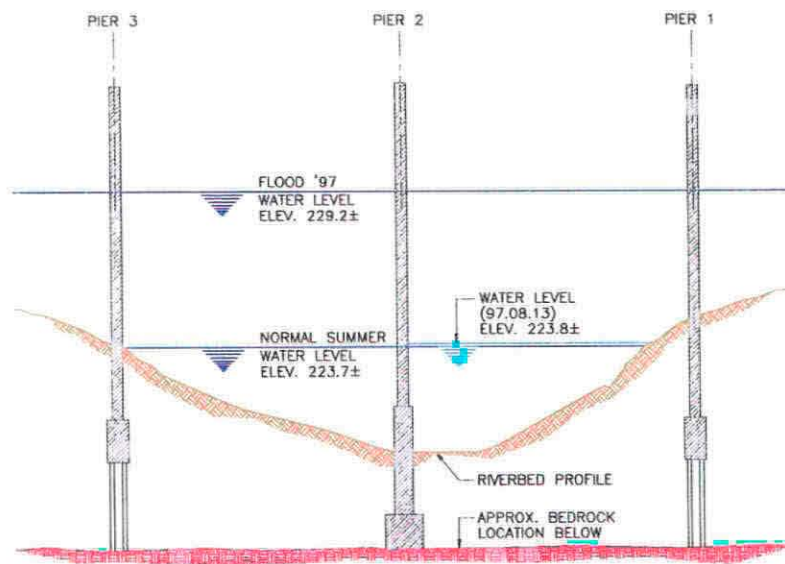 PIER 3
PIER 2
PIER 1
FLOOD '97
WATER LEVEL
ELEV. 229.2±
WATER LEVEL
(97.08.13)
ELEV. 223.8±
NORMAL SUMMER
WATER LEVEL
ELEV. 223.7±
RIVERBED PROFILE
APPROX. BEDROCK
LOCATION BELOW